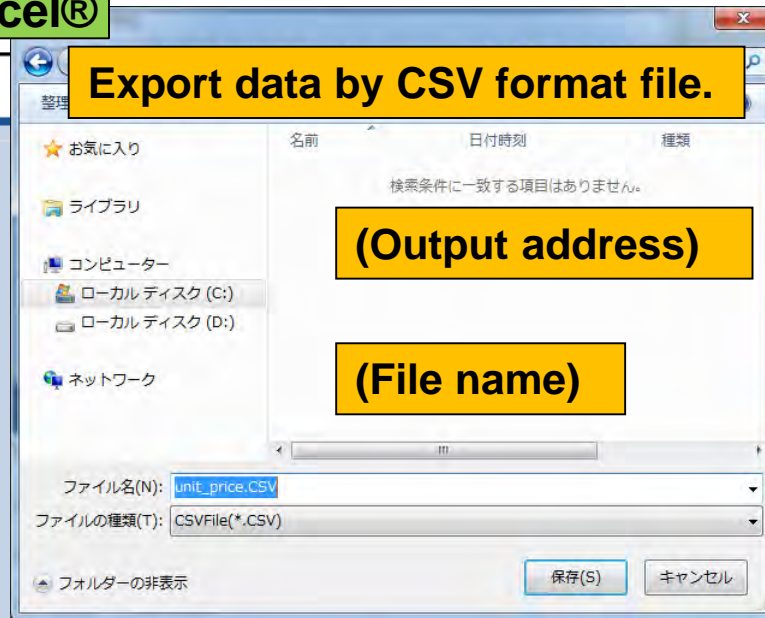 cel®
Export data by CSV format file.
整理
名前 日付時刻 種類
検索条件に一致する項目はありません。
お気に入り
ライブラリ
コンピューター
ローカル ディスク (C:)
ローカル ディスク (D:)
ネットワーク
(Output address)
(File name)
ファイル名(N): unit_price.CSV
ファイルの種類(T): CSVFile(*.CSV)
フォルダーの非表示
保存(S) キャンセル